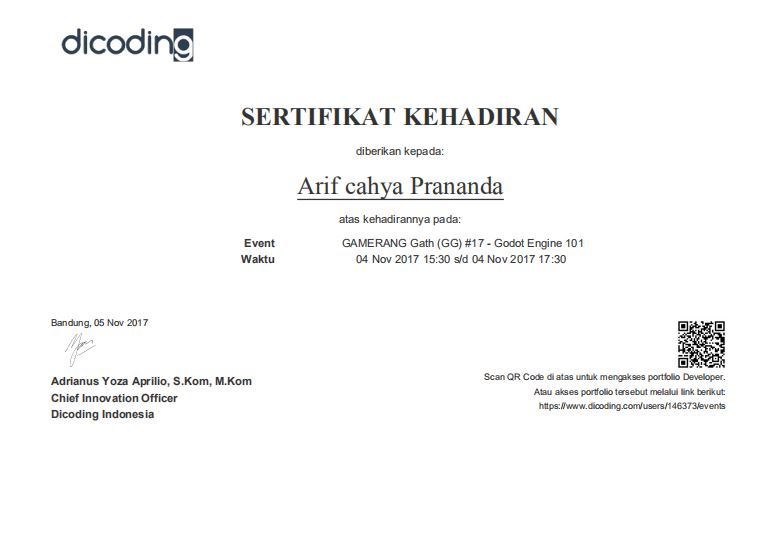 dicoding
SERTIFIKAT KEHADIRAN
diberikan kepada:
Arif cahya Prananda
atas kehadirannya pada:
Event GAMERANG Gath (GG) #17 - Godot Engine 101
Waktu 04 Nov 2017 15:30 s/d 04 Nov 2017 17:30
Bandung, 05 Nov 2017
Adrianus Yoza Aprilio, S.Kom, M.Kom
Chief Innovation Officer
Dicoding Indonesia
Scan QR Code di atas untuk mengakses portfolio Developer.
Atau akses portfolio tersebut melalui link berikut:
https://www.dicoding.com/users/146373/events